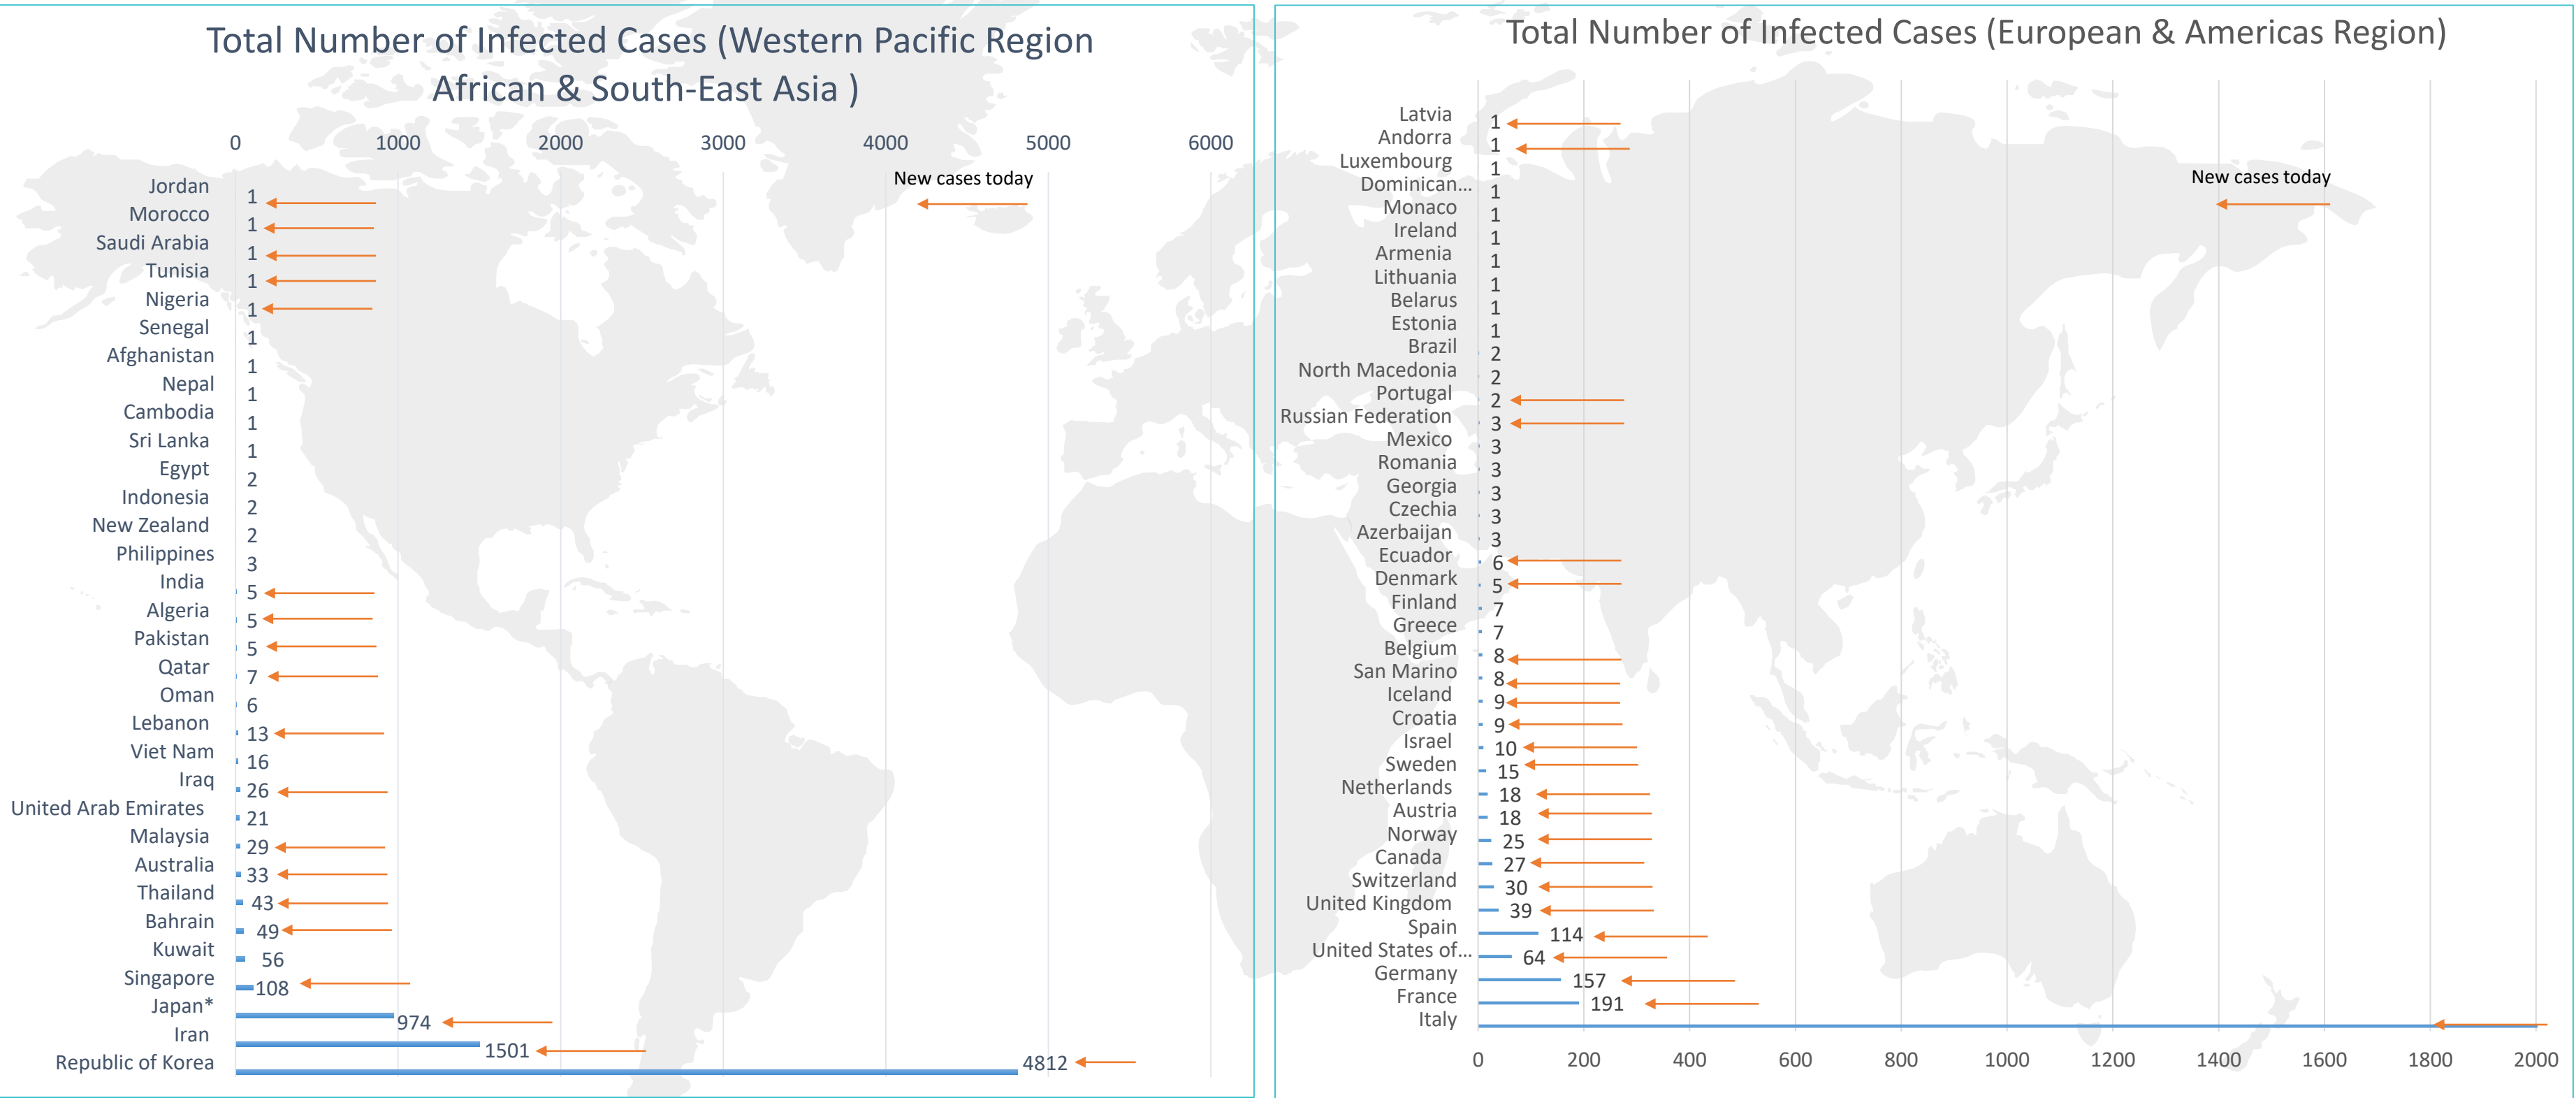 Total Number of Infected Cases (Western Pacific Region
African & South-East Asia )
0 1000 2000 3000 4000 5000 6000
New cases today
Jordan 1
Morocco 1
Saudi Arabia 1
Tunisia 1
Nigeria 1
Senegal 1
Afghanistan 1
Nepal 1
Cambodia 1
Sri Lanka 1
Egypt 2
Indonesia 2
New Zealand 2
Philippines 3
India 5
Algeria 5
Pakistan 5
Qatar 7
Oman 6
Lebanon 13
Viet Nam 16
Iraq 26
United Arab Emirates 21
Malaysia 29
Australia 33
Thailand 43
Bahrain 49
Kuwait 56
Singapore 108
Japan* 974
Iran 1501
Republic of Korea 4812
Total Number of Infected Cases (European & Americas Region)
New cases today
Latvia 1
Andorra 1
Luxembourg 1
Dominican... 1
Monaco 1
Ireland 1
Armenia 1
Lithuania 1
Belarus 1
Estonia 1
Brazil 2
North Macedonia 2
Portugal 2
Russian Federation 3
Mexico 3
Romania 3
Georgia 3
Czechia 3
Azerbaijan 3
Ecuador 6
Denmark 5
Finland 7
Greece 7
Belgium 8
San Marino 8
Iceland 9
Croatia 9
Israel 10
Sweden 15
Netherlands 18
Austria 18
Norway 25
Canada 27
Switzerland 30
United Kingdom 39
Spain 114
United States of... 64
Germany 157
France 191
Italy
0 200 400 600 800 1000 1200 1400 1600 1800 2000